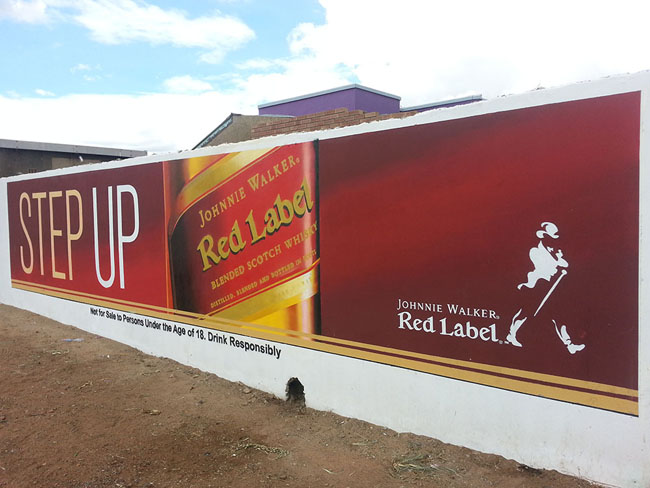 STEP UP
JOHNNIE WALKER®
Red Label
BLENDED SCOTCH WHISKY
DISTILLED, BLENDED AND BOTTLED IN
JOHNNIE WALKER®
Red Label®
Not for Sale to Persons Under the Age of 18. Drink Responsibly